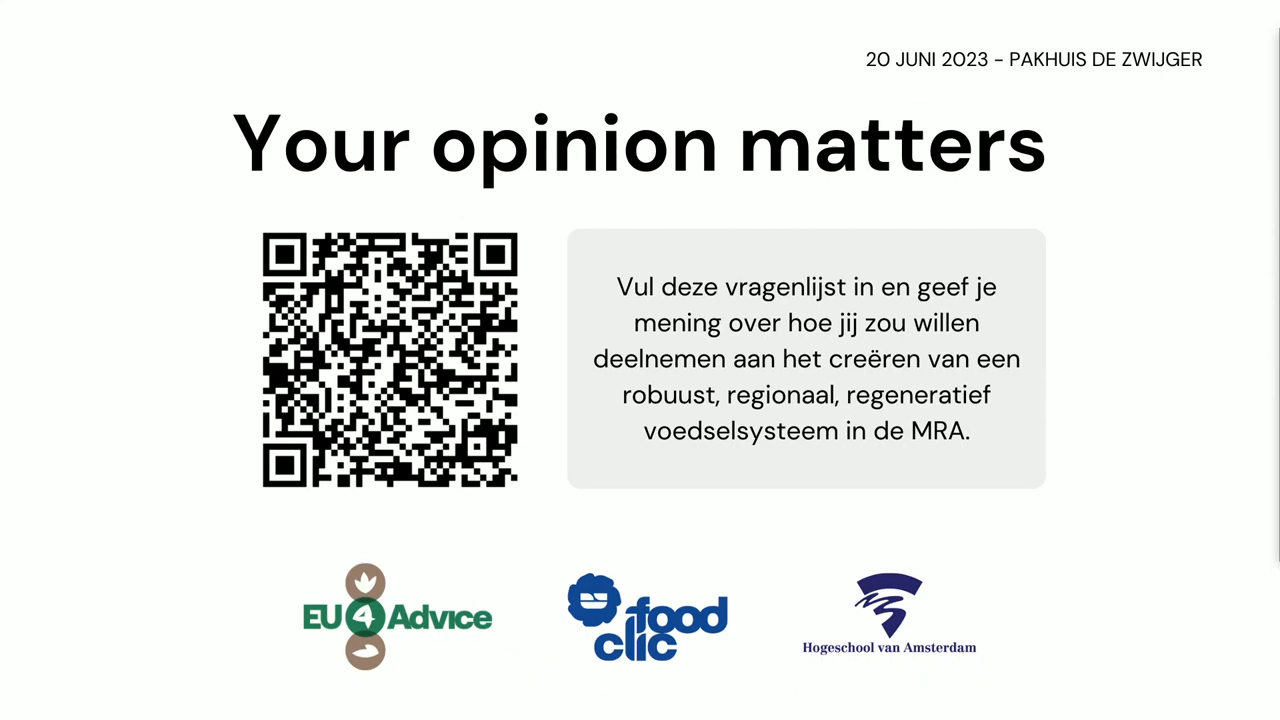 20 JUNI 2023 - PAKHUIS DE ZWIJGER
Your opinion matters
Vul deze vragenlijst in en geef je
mening over hoe jij zou willen
deelnemen aan het creëren van een
robuust, regionaal, regeneratief
voedselsysteem in de MRA.
EU4Advice
food
clic
Hogeschool van Amsterdam